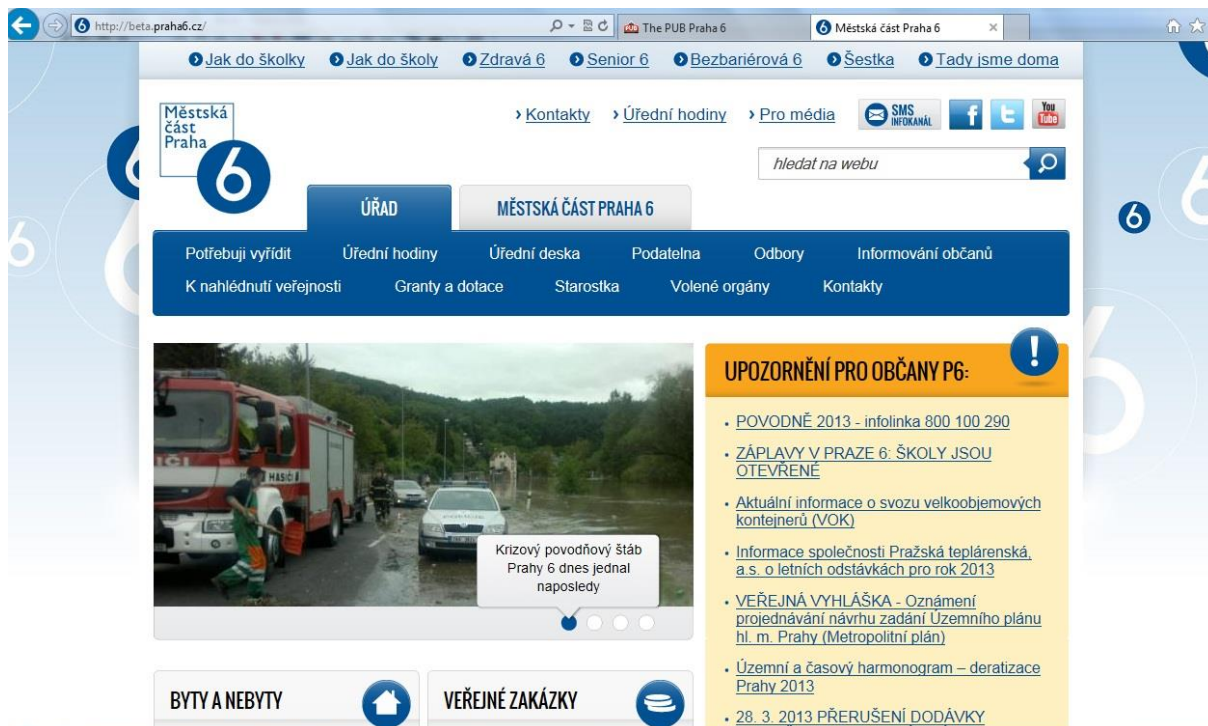 http://beta.praha6.cz/
The PUB Praha 6
Městská část Praha 6
Jak do školky
Jak do školy
Zdravá 6
Senior 6
Bezbariérová 6
Šestka
Tady jsme doma
Městská
část
Praha
6
Kontakty
Úřední hodiny
Pro média
SMS
INFOKANÁL
f
t
You
Tube
hledat na webu
ÚŘAD
MĚSTSKÁ ČÁST PRAHA 6
Potřebuji vyřídit
Úřední hodiny
Úřední deska
Podatelna
Odbory
Informování občanů
K nahlédnutí veřejnosti
Granty a dotace
Starostka
Volené orgány
Kontakty
HASIČI
POLICIE
Krizový povodňový štáb
Prahy 6 dnes jednal
naposledy
UPOZORNĚNÍ PRO OBČANY P6:
!
POVODNĚ 2013 - infolinka 800 100 290
ZÁPLAVY V PRAZE 6: ŠKOLY JSOU
OTEVŘENÉ
Aktuální informace o svozu velkoobjemových
kontejnerů (VOK)
Informace společnosti Pražská teplárenská,
a.s. o letních odstávkách pro rok 2013
VEŘEJNÁ VYHLÁŠKA - Oznámení
projednávání návrhu zadání Územního plánu
hl. m. Prahy (Metropolitní plán)
Územní a časový harmonogram – deratizace
Prahy 2013
28. 3. 2013 PŘERUŠENÍ DODÁVKY
BYTY A NEBYTY
VEŘEJNÉ ZAKÁZKY